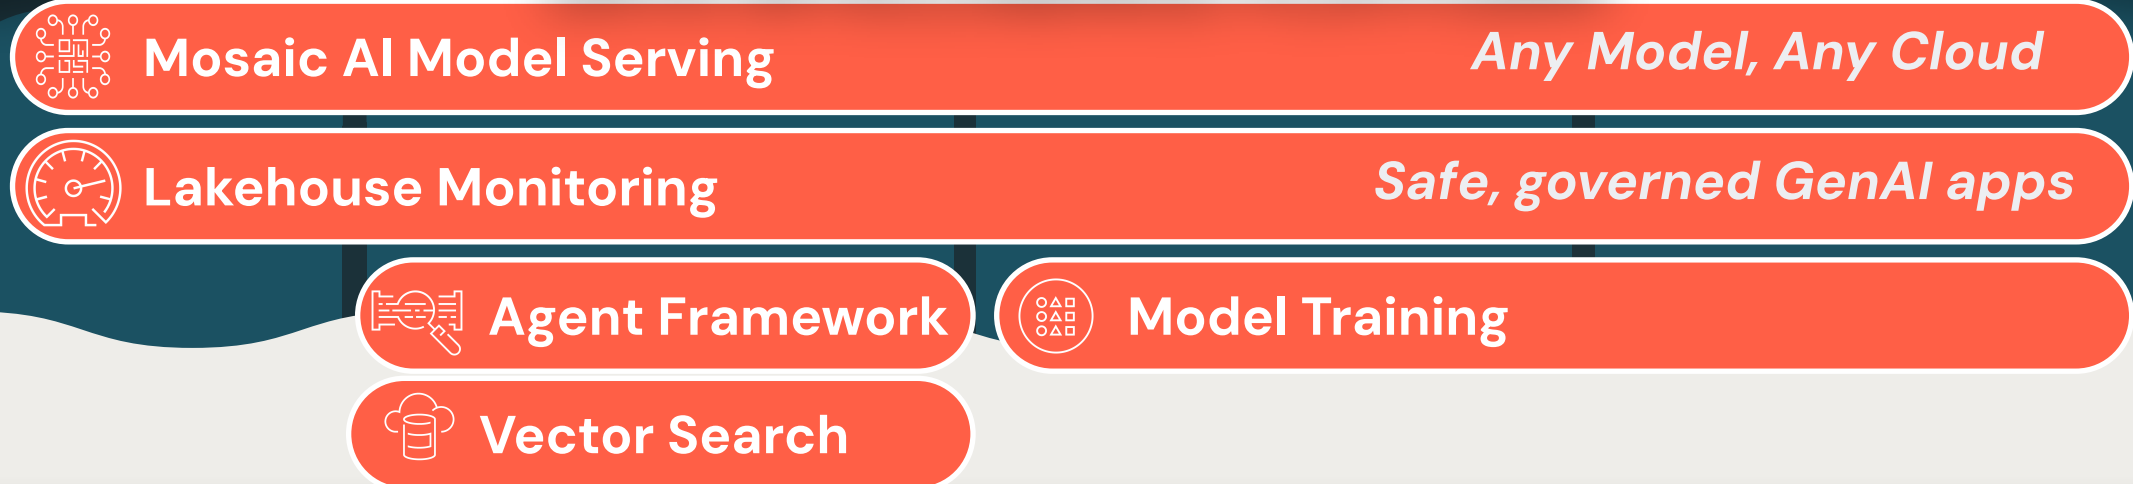 Mosaic AI Model Serving
Any Model, Any Cloud
Lakehouse Monitoring
Safe, governed GenAI apps
Agent Framework
Model Training
Vector Search